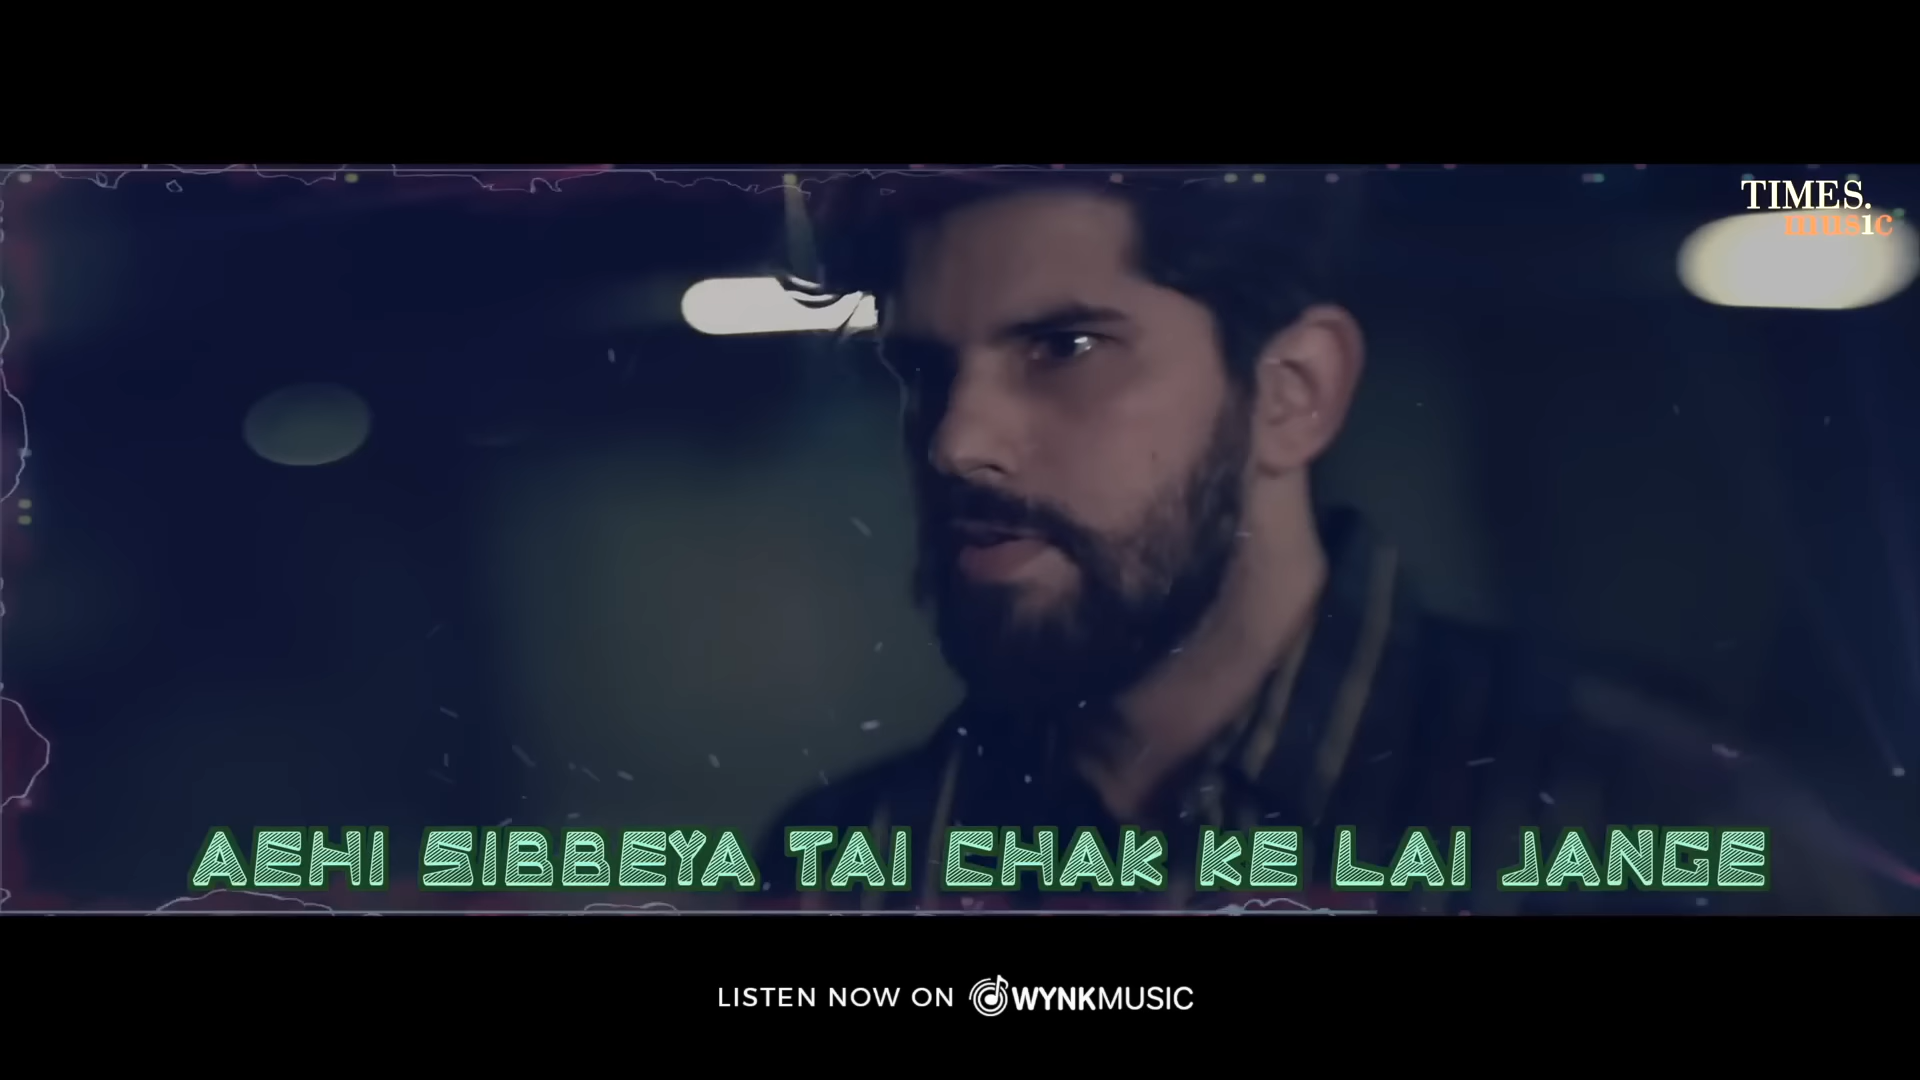 TIMES.
music
AEHI SIBBEYA TAI CHAK KE LAI JANGE
LISTEN NOW ON WYNKMUSIC